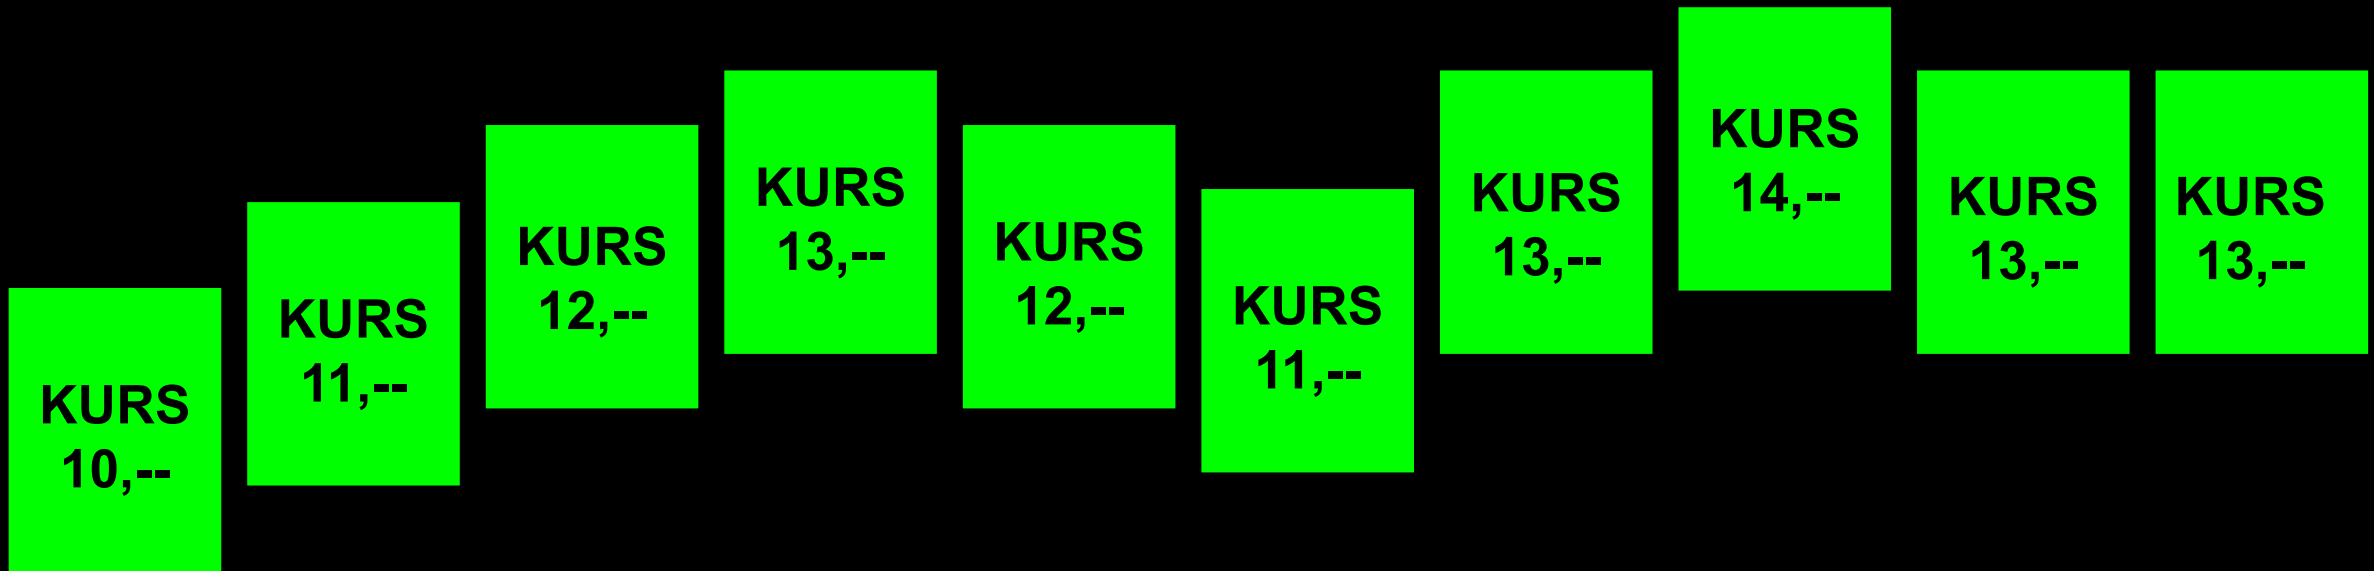 KURS
10,--
KURS
11,--
KURS
12,--
KURS
13,--
KURS
12,--
KURS
11,--
KURS
13,--
KURS
14,--
KURS
13,--
KURS
13,--